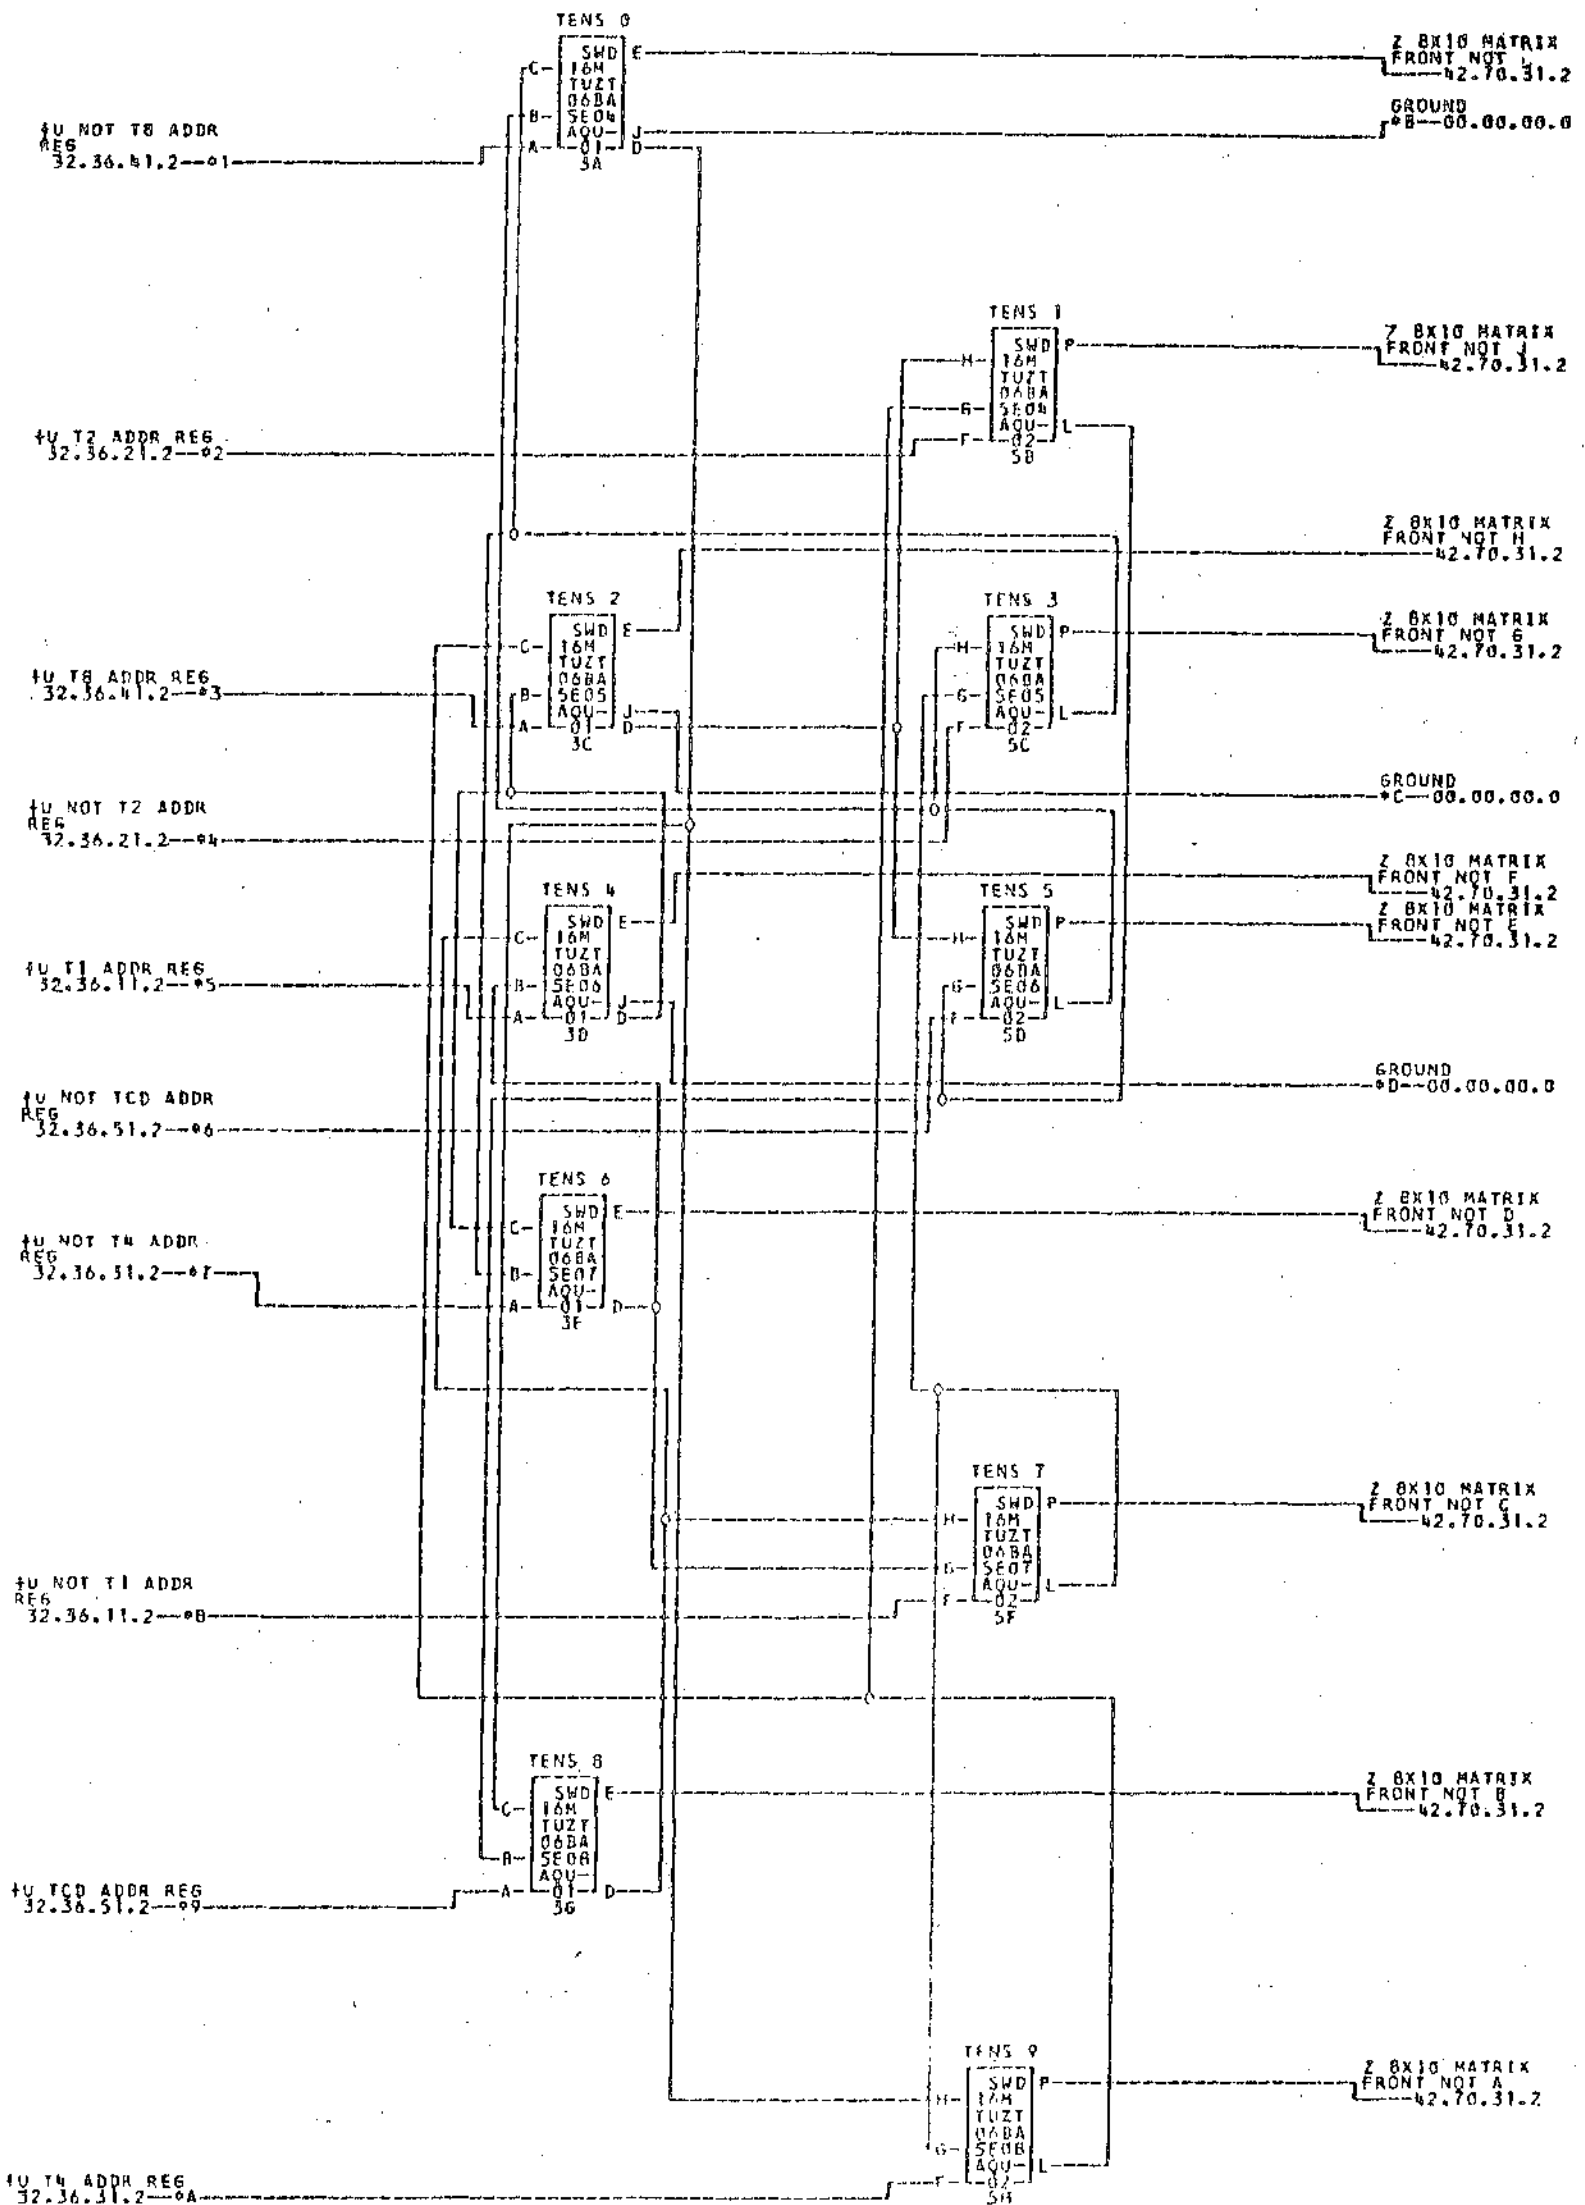 TENS 0
SWD E
C- 16M
TUZT
06BA
B- SE04
AQU- J
A- 01 D
3A
Z 8X10 MATRIX
FRONT NOT L
42.70.31.2
GROUND
*B--00.00.00.0
+U NOT T8 ADDR
REG
32.36.41.2--*1
TENS 1
SWD P
H- 16M
TUZT
06BA
G- SE04
AQU- L
F- 02
5B
Z 8X10 MATRIX
FRONT NOT J
42.70.31.2
+U T2 ADDR REG
32.36.21.2--*2
Z 8X10 MATRIX
FRONT NOT H
42.70.31.2
TENS 2
SWD E
C- 16M
TUZT
06BA
B- SE05
AQU- J
A- 01 D
3C
TENS 3
SWD P
H- 16M
TUZT
06BA
G- SE05
AQU- L
F- 02
5C
Z 8X10 MATRIX
FRONT NOT G
42.70.31.2
+U T8 ADDR REG
32.36.41.2--*3
GROUND
*C--00.00.00.0
+U NOT T2 ADDR
REG
32.36.21.2--*4
TENS 4
SWD E
C- 16M
TUZT
06BA
B- SE06
AQU- J
A- 01 D
3D
TENS 5
SWD P
H- 16M
TUZT
06BA
G- SE06
AQU- L
F- 02
5D
Z 8X10 MATRIX
FRONT NOT F
42.70.31.2
Z 8X10 MATRIX
FRONT NOT E
42.70.31.2
+U T1 ADDR REG
32.36.11.2--*5
GROUND
*D--00.00.00.0
+U NOT TCD ADDR
REG
32.36.51.2--*6
TENS 6
SWD E
C- 16M
TUZT
06BA
B- SE07
AQU-
A- 01 D
3F
Z 8X10 MATRIX
FRONT NOT D
42.70.31.2
+U NOT T4 ADDR
REG
32.36.31.2--*7
TENS 7
SWD P
H- 16M
TUZT
06BA
G- SE07
AQU- L
F- 02
5F
Z 8X10 MATRIX
FRONT NOT C
42.70.31.2
+U NOT T1 ADDR
REG
32.36.11.2--*8
TENS 8
SWD E
C- 16M
TUZT
06BA
B- SE08
AQU-
A- 01 D
3G
Z 8X10 MATRIX
FRONT NOT B
42.70.31.2
+U TCD ADDR REG
32.36.51.2--*9
TENS 9
SWD P
H- 16M
TUZT
06BA
G- SE08
AQU- L
F- 02
5H
Z 8X10 MATRIX
FRONT NOT A
42.70.31.2
+U T4 ADDR REG
32.36.31.2--*A